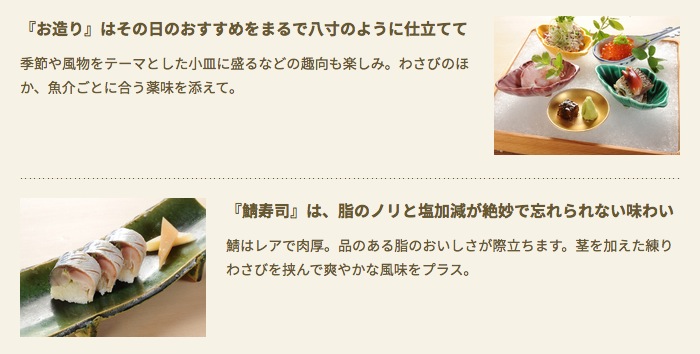 『お造り』はその日のおすすめをまるで八寸のように仕立てて
季節や風物をテーマとした小皿に盛るなどの趣向も楽しみ。わさびのほ
か、魚介ごとに合う薬味を添えて。
『鯖寿司』は、脂のノリと塩加減が絶妙で忘れられない味わい
鯖はレアで肉厚。品のある脂のおいしさが際立ちます。茎を加えた練り
わさびを挟んで爽やかな風味をプラス。